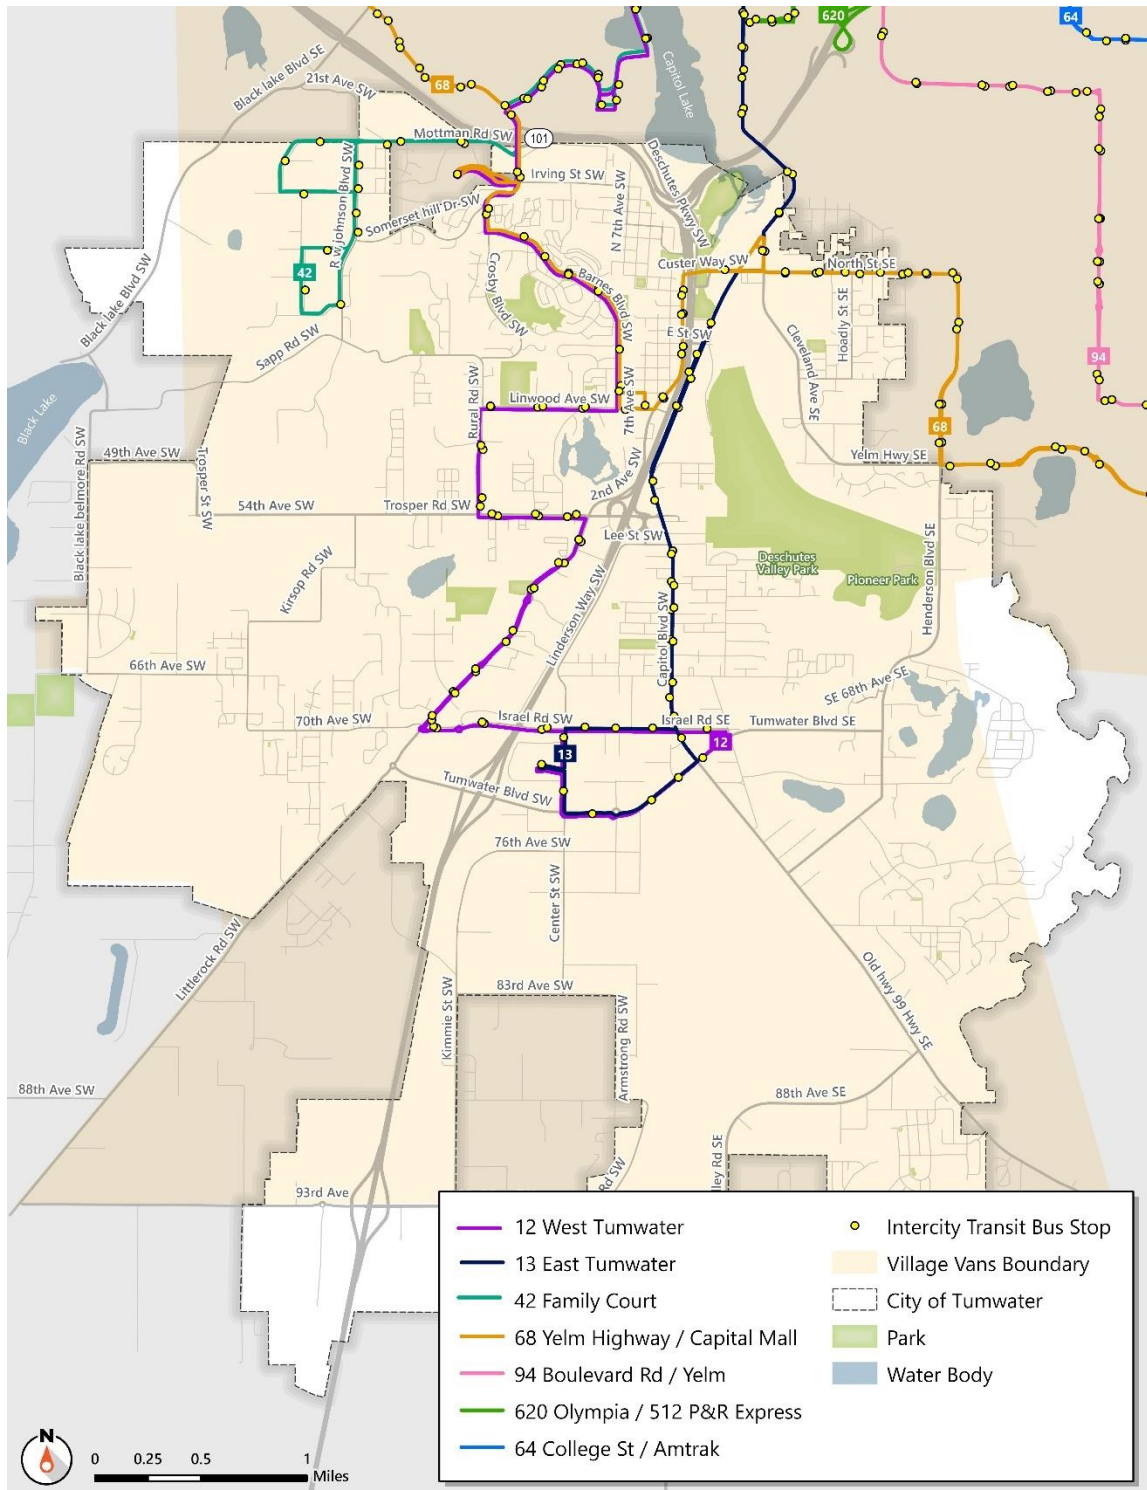 620
64
Black lake Blvd SE
21st Ave SW
68
Capitol Lake
Mottman Rd SW
101
Irving St SW
N 7th Ave SW
Deschutes Pkwy SW
R w johnson Blvd SW
Somerset hill Dr SW
Black lake Blvd SW
42
Crosby Blvd SW
Barnes Blvd SW
Custer Way SW
North St SE
E St SW
Cleveland Ave SE
Hoadly St SE
94
Sapp Rd SW
Black Lake
Rural Rd SW
Linwood Ave SW
7th Ave SW
68
Yelm Hwy SE
49th Ave SW
Black lake belmore Rd SW
Trosper St SW
54th Ave SW
Trosper Rd SW
2nd Ave SW
Lee St SW
Kirsop Rd SW
Linderson Way SW
Deschutes
Valley Park
Pioneer Park
Henderson Blvd SE
Capitol Blvd SW
66th Ave SW
SE 68th Ave SE
70th Ave SW
Israel Rd SW
Israel Rd SE
Tumwater Blvd SE
12
13
Tumwater Blvd SW
76th Ave SW
Center St SW
Littlerock Rd SW
Old hwy 99 Hwy SE
83rd Ave SW
Kimmie St SW
Armstrong Rd SW
88th Ave SW
88th Ave SE
93rd Ave
Rd SW
lley Rd SE
12 West Tumwater
13 East Tumwater
42 Family Court
68 Yelm Highway / Capital Mall
94 Boulevard Rd / Yelm
620 Olympia / 512 P&R Express
64 College St / Amtrak
Intercity Transit Bus Stop
Village Vans Boundary
City of Tumwater
Park
Water Body
N
0 0.25 0.5 1
Miles